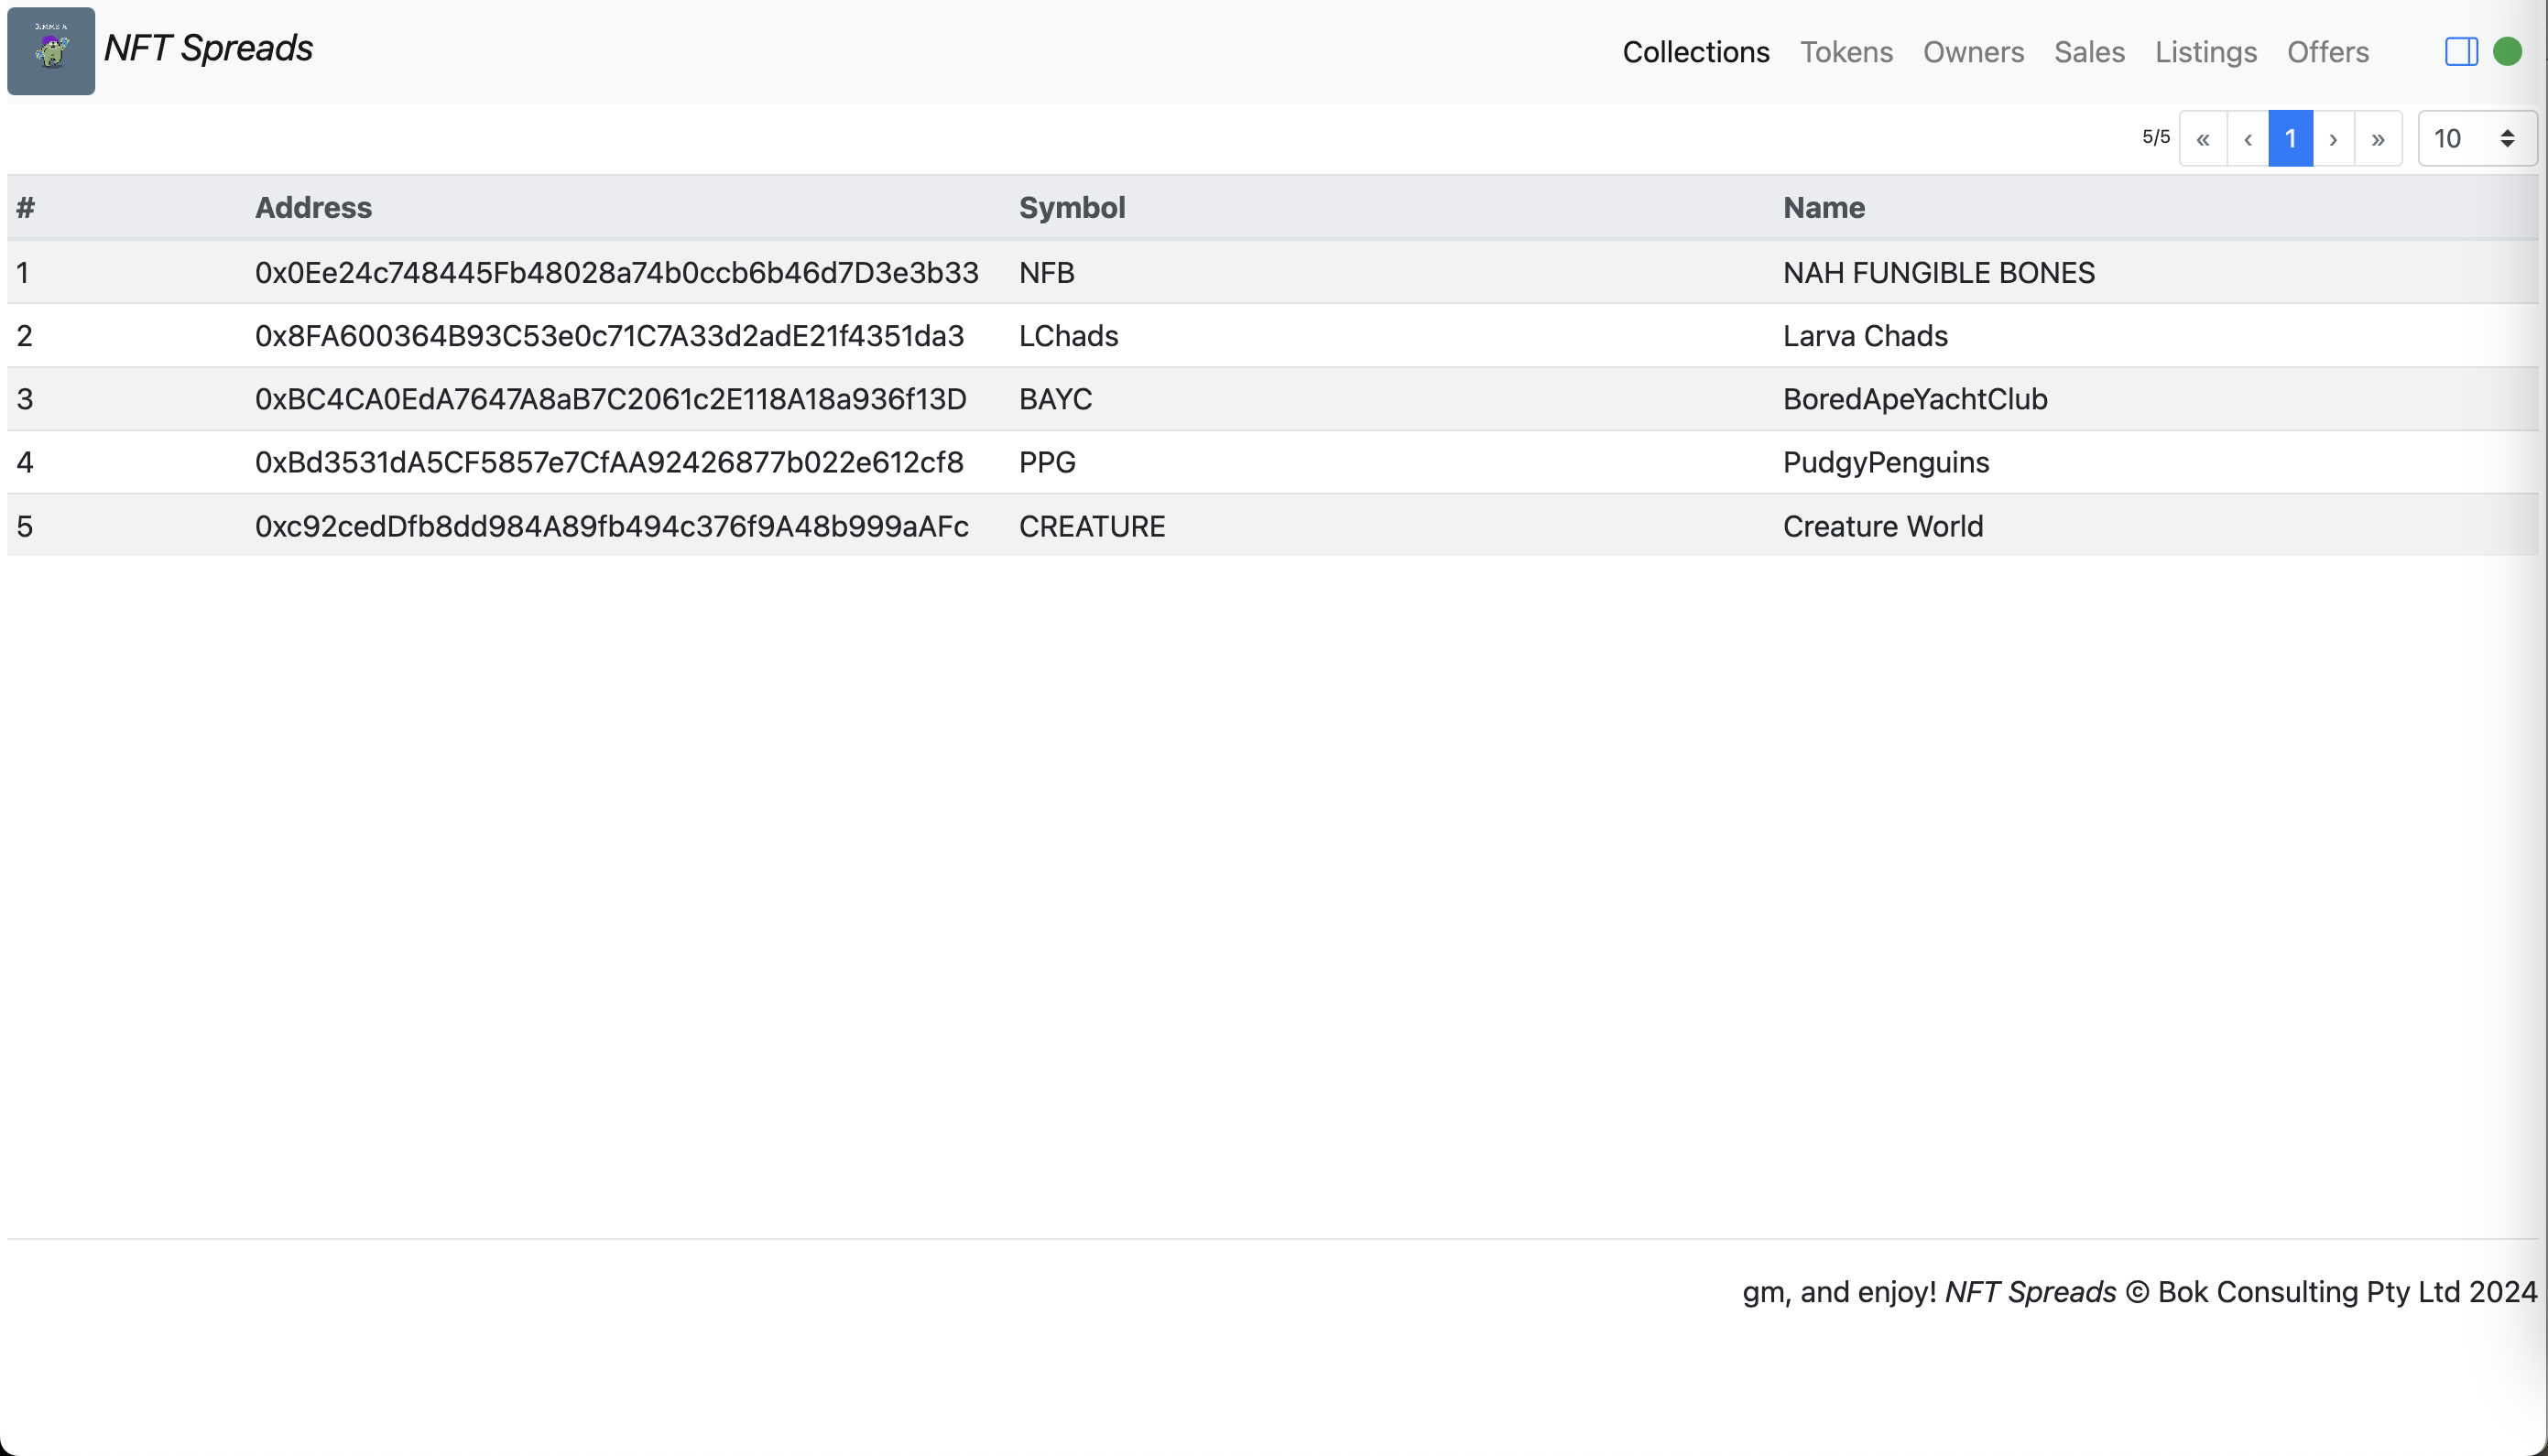 NFT Spreads
Collections Tokens Owners Sales Listings Offers
5/5 « ‹ 1 › » 10
# Address Symbol Name
1 0x0Ee24c748445Fb48028a74b0ccb6b46d7D3e3b33 NFB NAH FUNGIBLE BONES
2 0x8FA600364B93C53e0c71C7A33d2adE21f4351da3 LChads Larva Chads
3 0xBC4CA0EdA7647A8aB7C2061c2E118A18a936f13D BAYC BoredApeYachtClub
4 0xBd3531dA5CF5857e7CfAA92426877b022e612cf8 PPG PudgyPenguins
5 0xc92cedDfb8dd984A89fb494c376f9A48b999aAFc CREATURE Creature World
gm, and enjoy! NFT Spreads © Bok Consulting Pty Ltd 2024